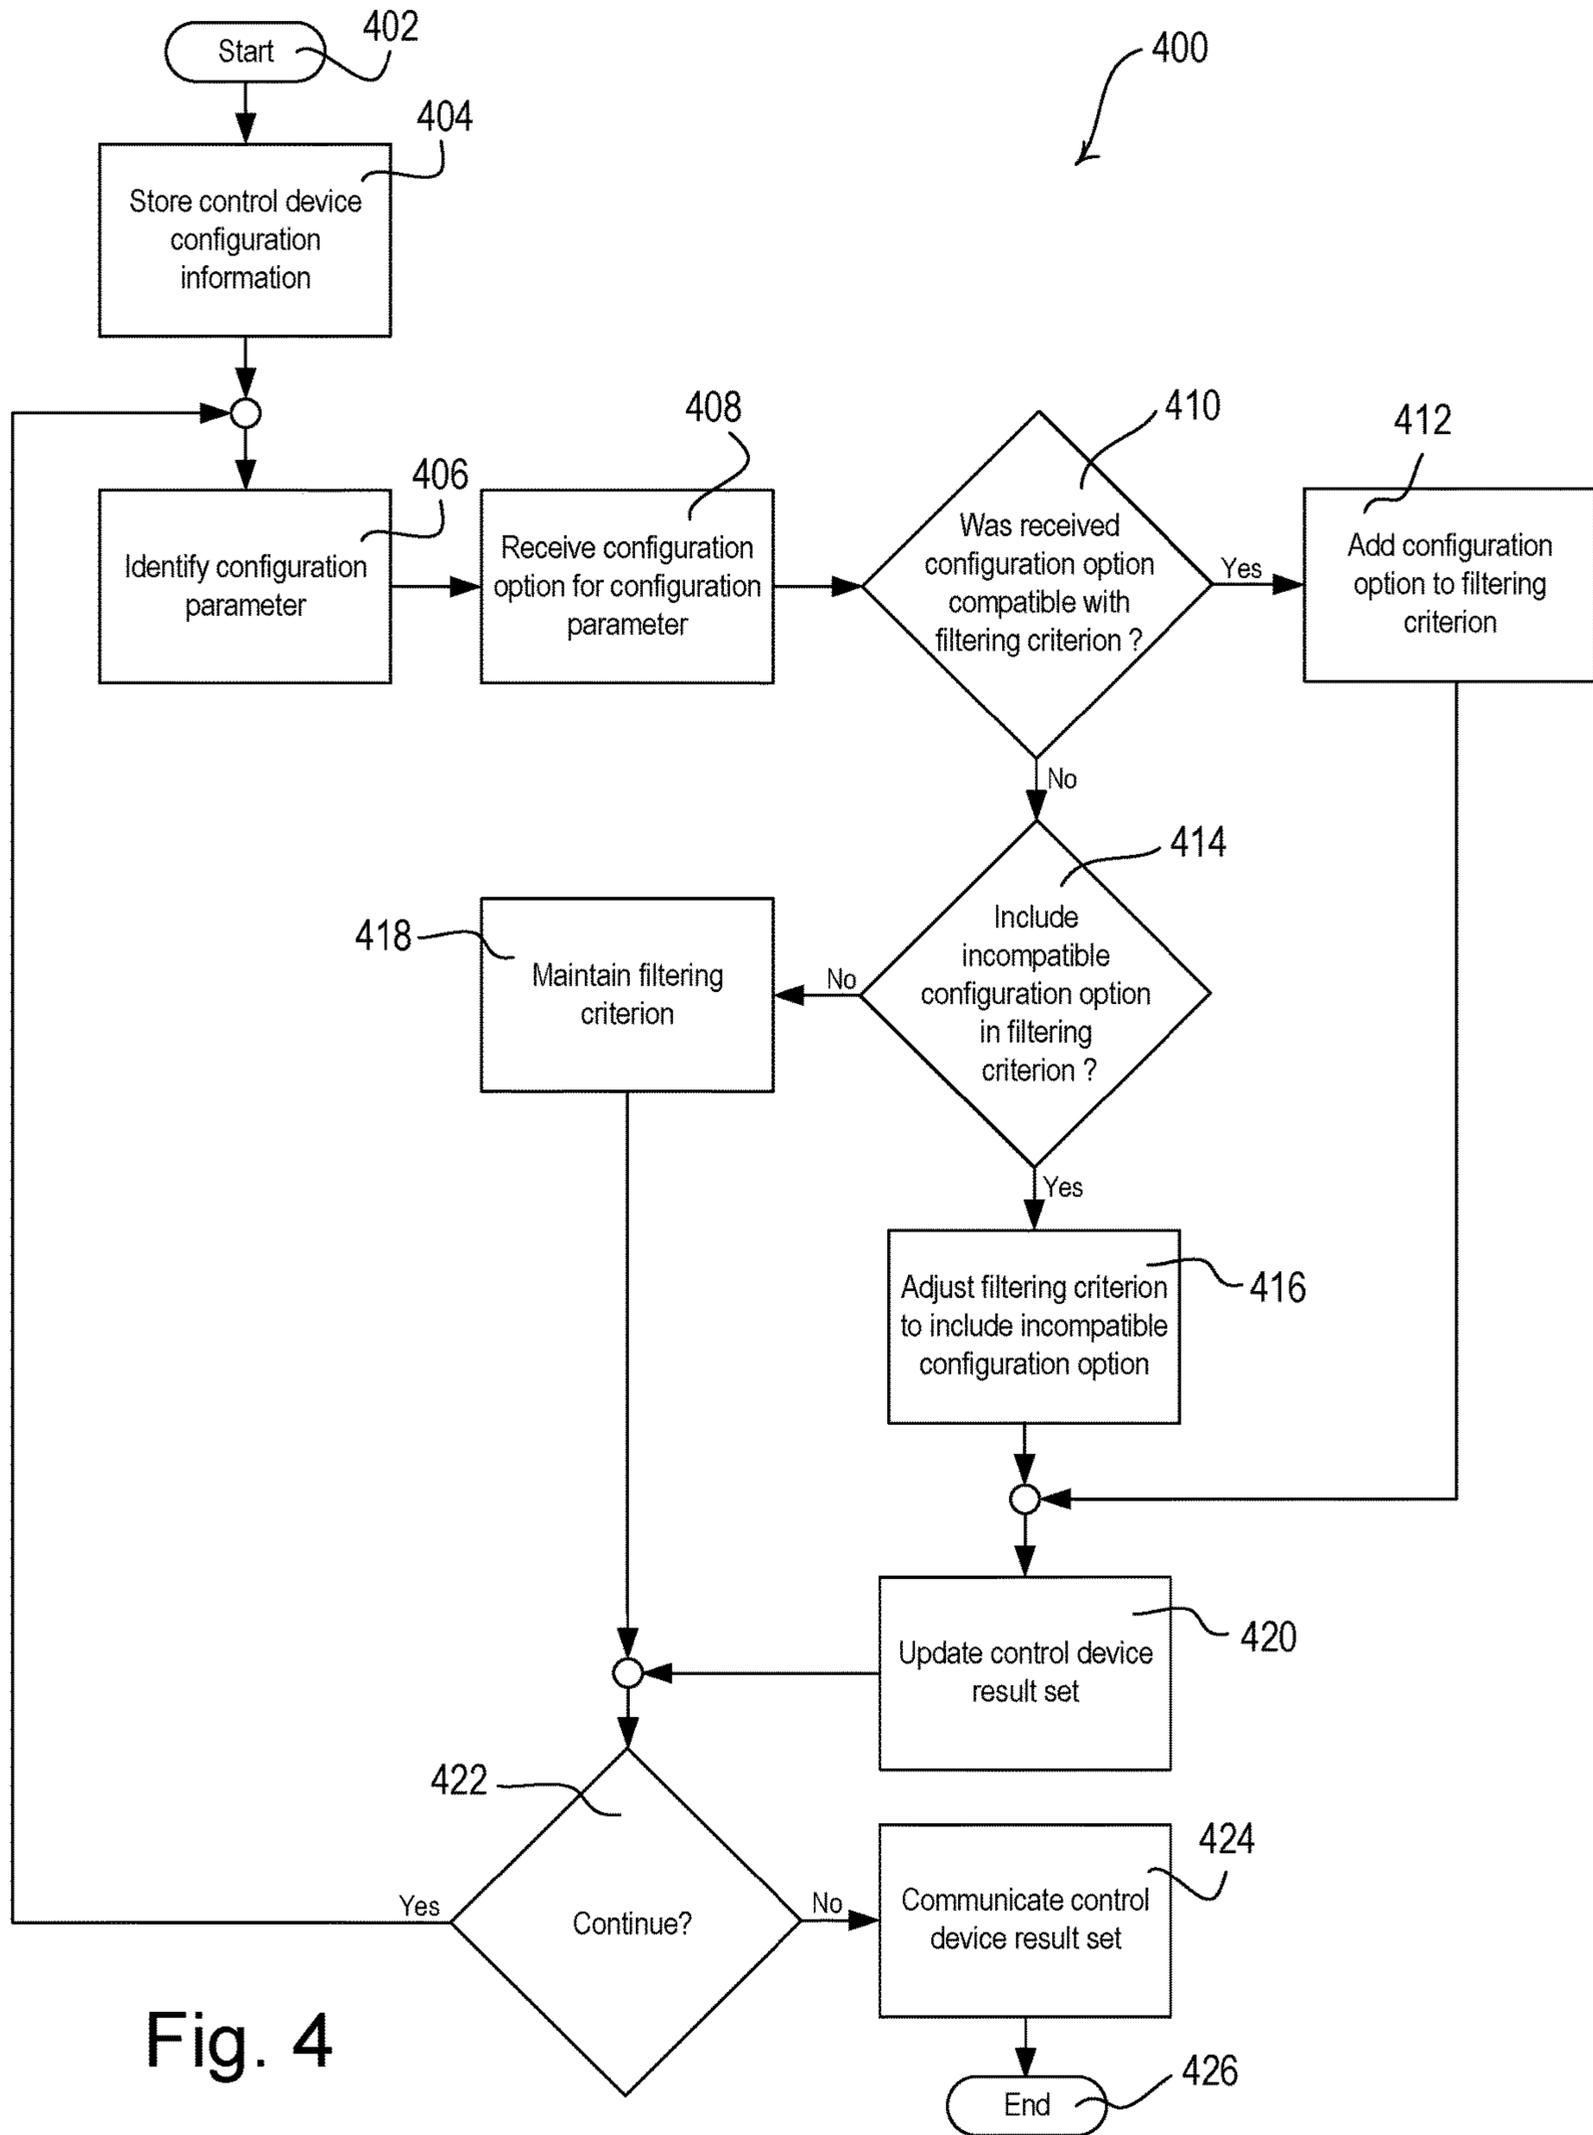 402
Start
400
404
Store control device
configuration
information
408
410
412
406
Identify configuration
parameter
Receive configuration
option for configuration
parameter
Was received
configuration option
compatible with
filtering criterion ?
Yes
Add configuration
option to filtering
criterion
No
414
Include
incompatible
configuration option
in filtering
criterion ?
418
Maintain filtering
criterion
No
Yes
416
Adjust filtering criterion
to include incompatible
configuration option
420
Update control device
result set
422
Continue?
Yes
No
424
Communicate control
device result set
Fig. 4
426
End